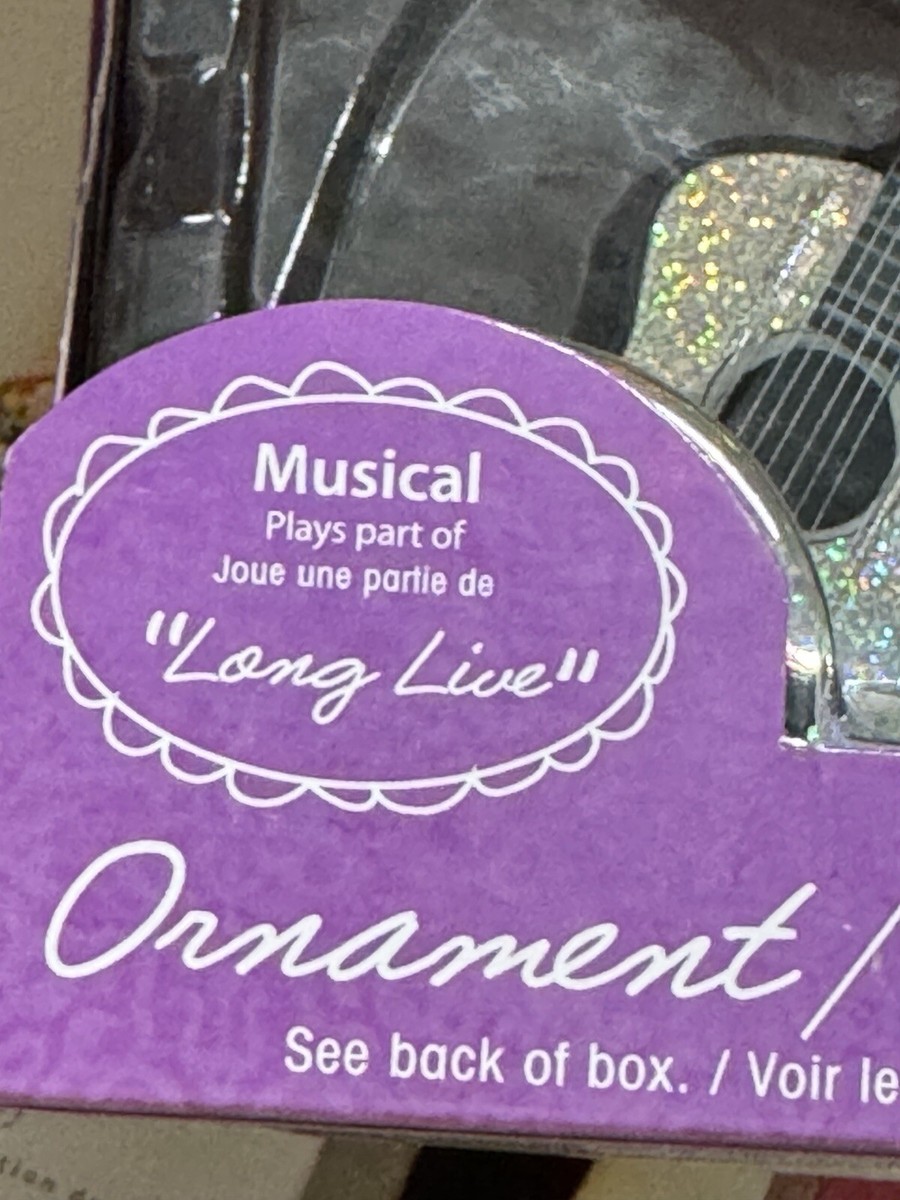 Musical
Plays part of
Joue une partie de
"Long Live"
Ornament /
See back of box. / Voir le